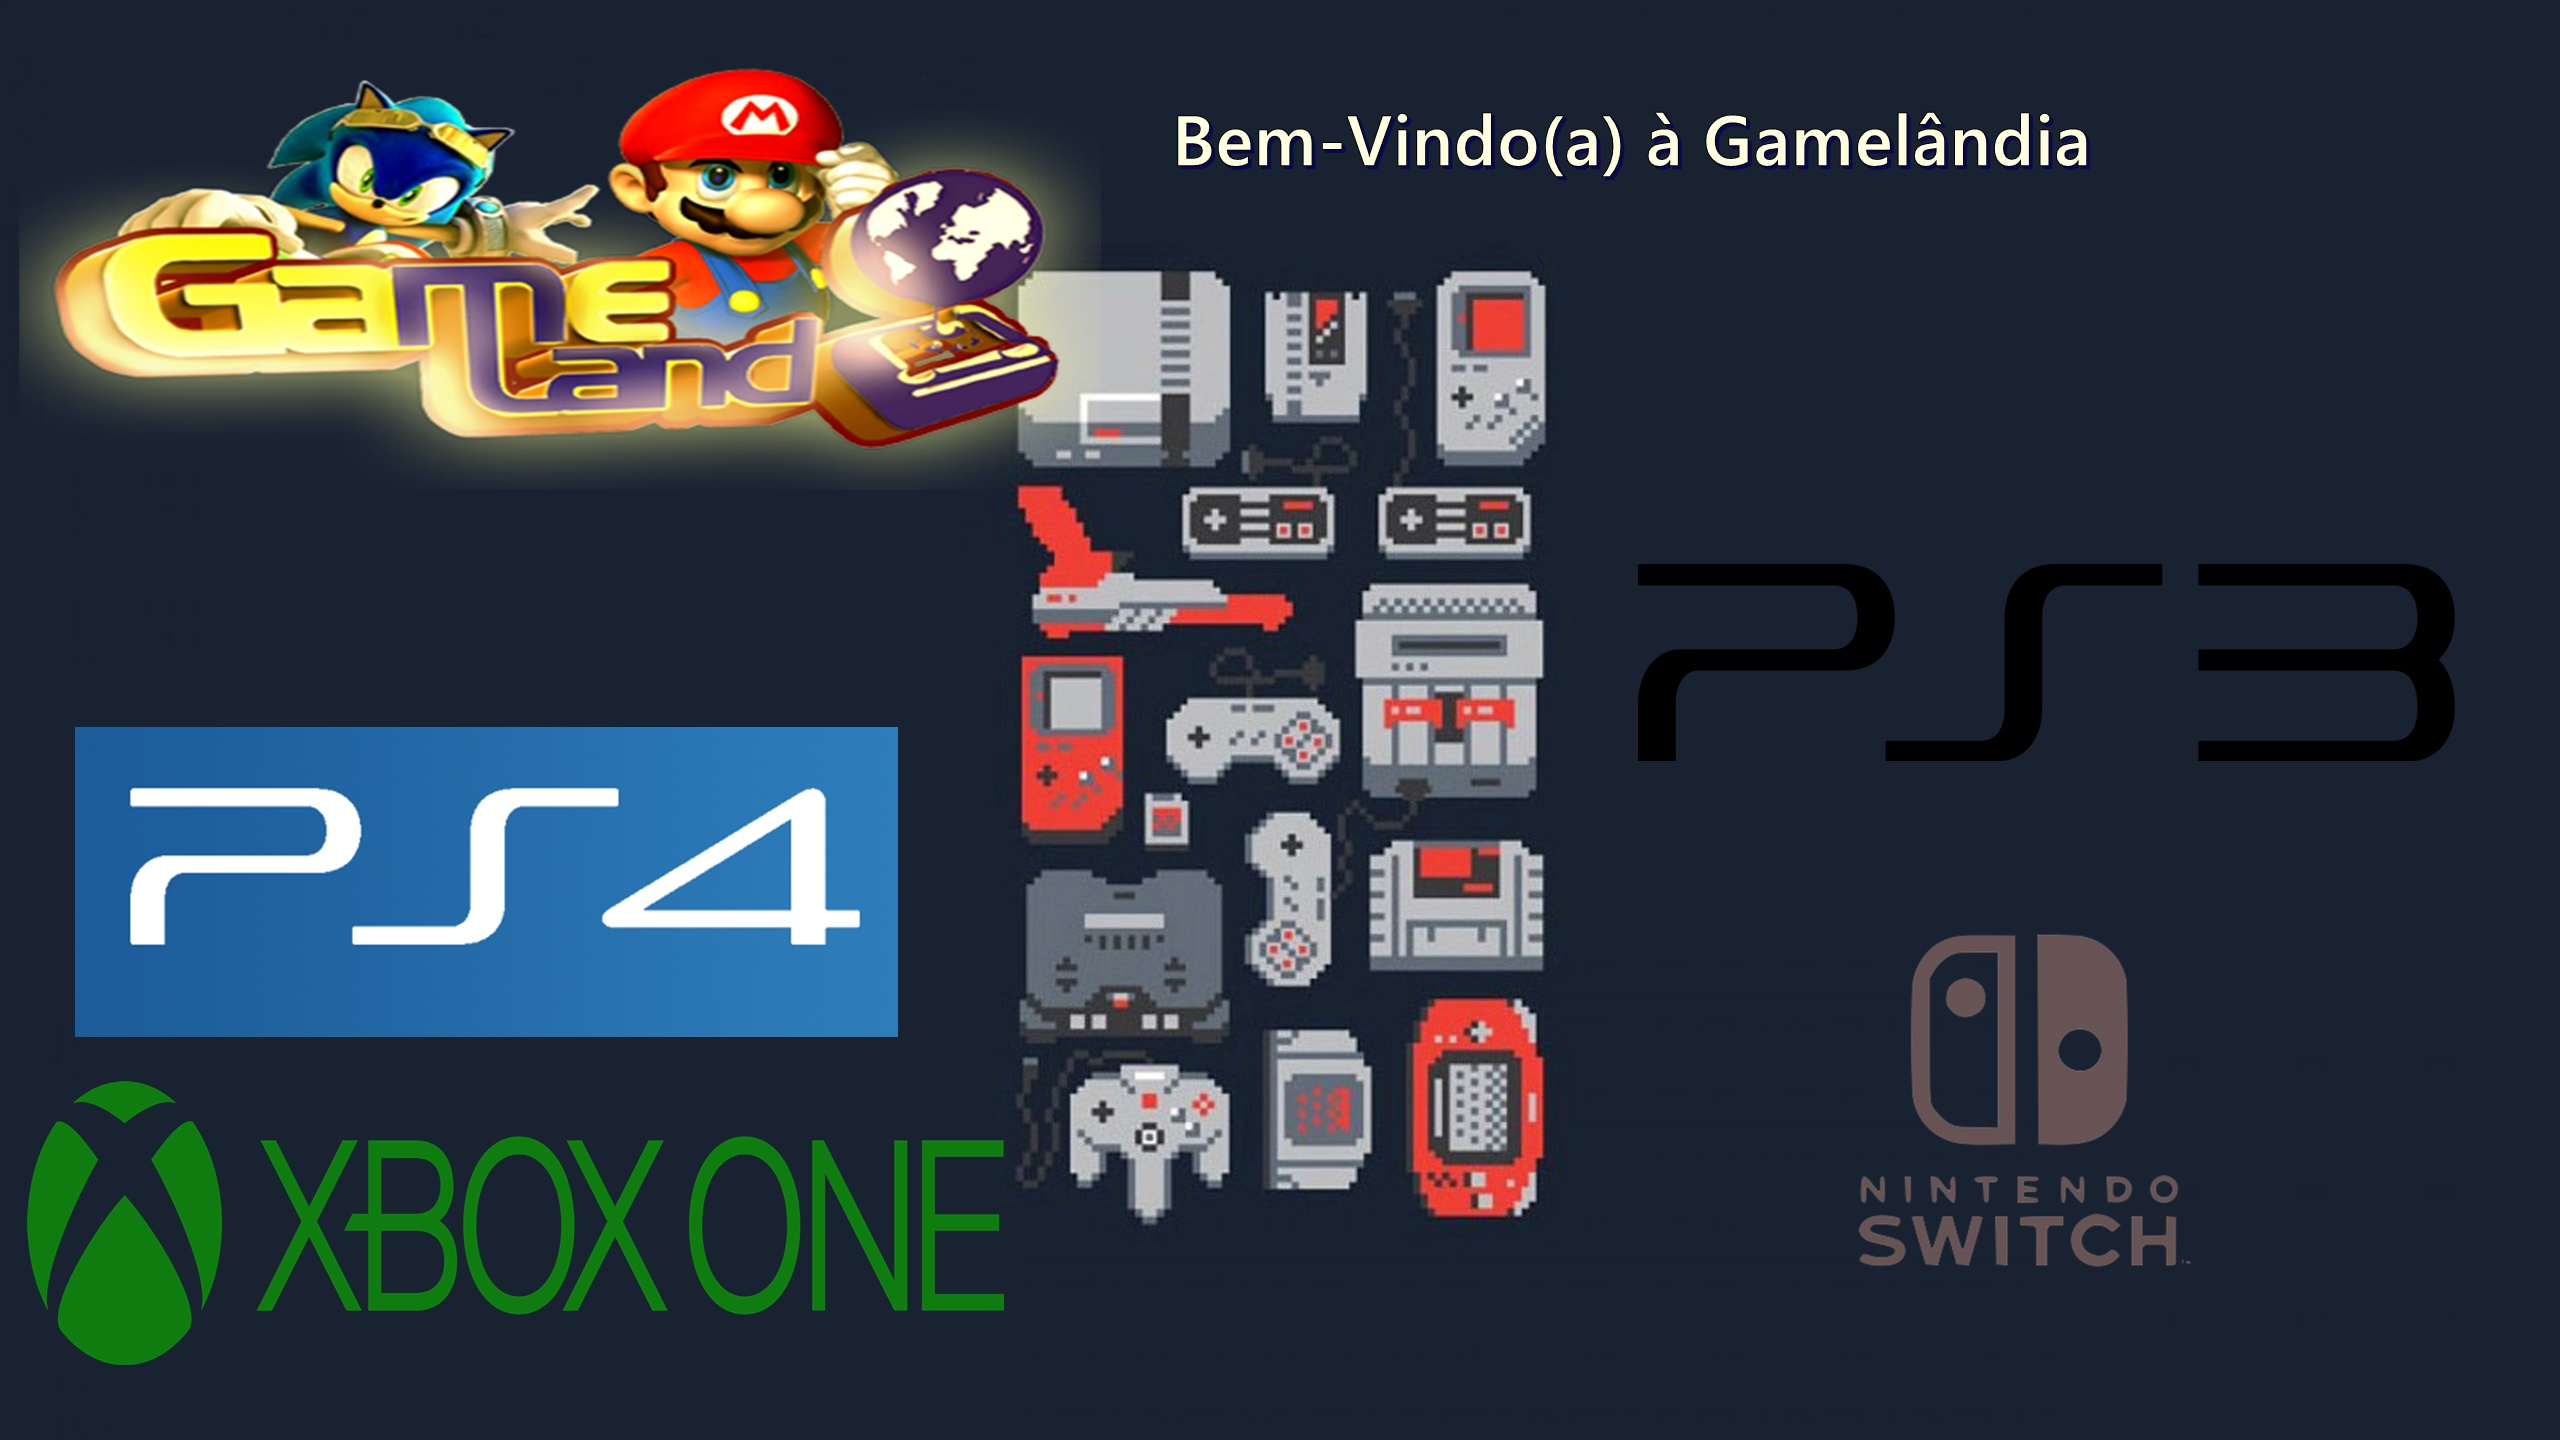 Bem-Vindo(a) à Gamelândia
M
Game
Land
PS3
PS4
NINTENDO
SWITCH
XBOX ONE